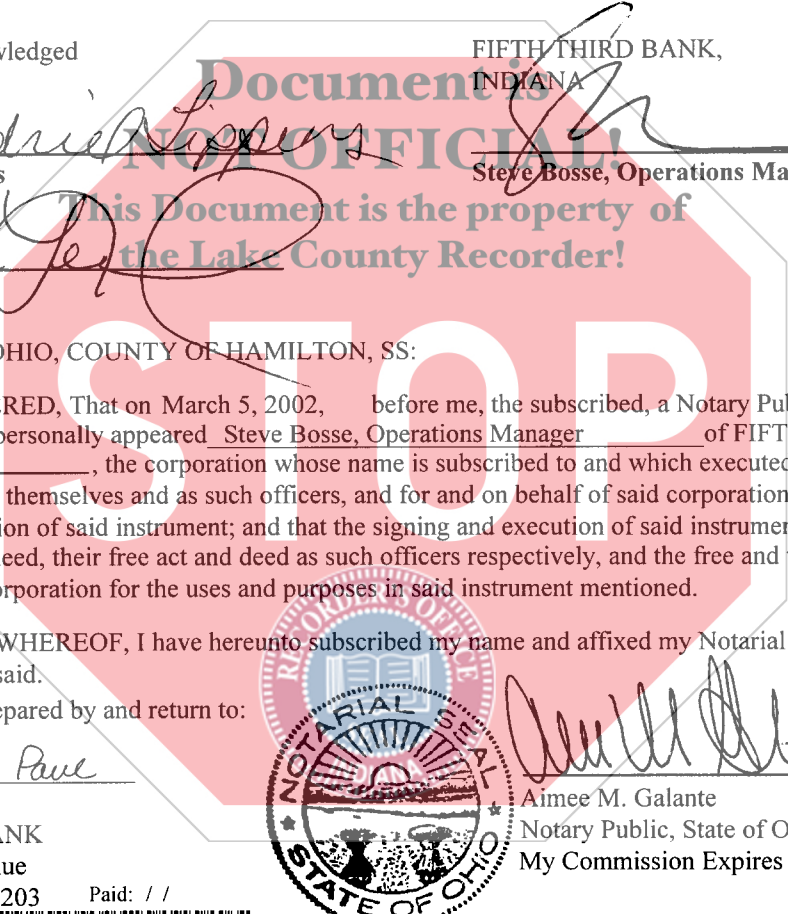 wledged
FIFTH THIRD BANK,
INDIANA
Document is
NOT OFFICIAL!
Steve Bosse, Operations Ma
s
This Document is the property of
the Lake County Recorder!
STOP
OHIO, COUNTY OF HAMILTON, SS:
RED, That on March 5, 2002, before me, the subscribed, a Notary Pub
personally appeared Steve Bosse, Operations Manager of FIFT
, the corporation whose name is subscribed to and which executed
themselves and as such officers, and for and on behalf of said corporation
ion of said instrument; and that the signing and execution of said instrumen
eed, their free act and deed as such officers respectively, and the free and
orporation for the uses and purposes in said instrument mentioned.
WHEREOF, I have hereunto subscribed my name and affixed my Notarial
said.
epared by and return to:
Paul
RECORDER'S OFFICE
INDIANA
NOTARIAL SEAL
STATE OF OHIO
Aimee M. Galante
Notary Public, State of O
My Commission Expires
ANK
nue
203 Paid: / /